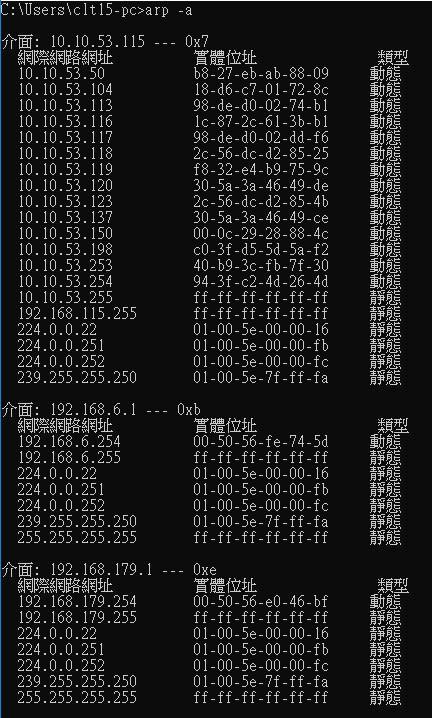 C:\Users\clt15-pc>arp -a
介面: 10.10.53.115 --- 0x7
網際網路網址 實體位址 類型
10.10.53.50 b8-27-eb-ab-88-09 動態
10.10.53.104 18-d6-c7-01-72-8c 動態
10.10.53.113 98-de-d0-02-74-b1 動態
10.10.53.116 1c-87-2c-61-3b-b1 動態
10.10.53.117 98-de-d0-02-dd-f6 動態
10.10.53.118 2c-56-dc-d2-85-25 動態
10.10.53.119 f8-32-e4-b9-75-9c 動態
10.10.53.120 30-5a-3a-46-49-de 動態
10.10.53.123 2c-56-dc-d2-85-4b 動態
10.10.53.137 30-5a-3a-46-49-ce 動態
10.10.53.150 00-0c-29-28-88-4c 動態
10.10.53.198 c0-3f-d5-5d-5a-f2 動態
10.10.53.253 40-b9-3c-fb-7f-30 動態
10.10.53.254 94-3f-c2-4d-26-4d 動態
10.10.53.255 ff-ff-ff-ff-ff-ff 靜態
192.168.115.255 ff-ff-ff-ff-ff-ff 靜態
224.0.0.22 01-00-5e-00-00-16 靜態
224.0.0.251 01-00-5e-00-00-fb 靜態
224.0.0.252 01-00-5e-00-00-fc 靜態
239.255.255.250 01-00-5e-7f-ff-fa 靜態
介面: 192.168.6.1 --- 0xb
網際網路網址 實體位址 類型
192.168.6.254 00-50-56-fe-74-5d 動態
192.168.6.255 ff-ff-ff-ff-ff-ff 靜態
224.0.0.22 01-00-5e-00-00-16 靜態
224.0.0.251 01-00-5e-00-00-fb 靜態
224.0.0.252 01-00-5e-00-00-fc 靜態
239.255.255.250 01-00-5e-7f-ff-fa 靜態
255.255.255.255 ff-ff-ff-ff-ff-ff 靜態
介面: 192.168.179.1 --- 0xe
網際網路網址 實體位址 類型
192.168.179.254 00-50-56-e0-46-bf 動態
192.168.179.255 ff-ff-ff-ff-ff-ff 靜態
224.0.0.22 01-00-5e-00-00-16 靜態
224.0.0.251 01-00-5e-00-00-fb 靜態
224.0.0.252 01-00-5e-00-00-fc 靜態
239.255.255.250 01-00-5e-7f-ff-fa 靜態
255.255.255.255 ff-ff-ff-ff-ff-ff 靜態